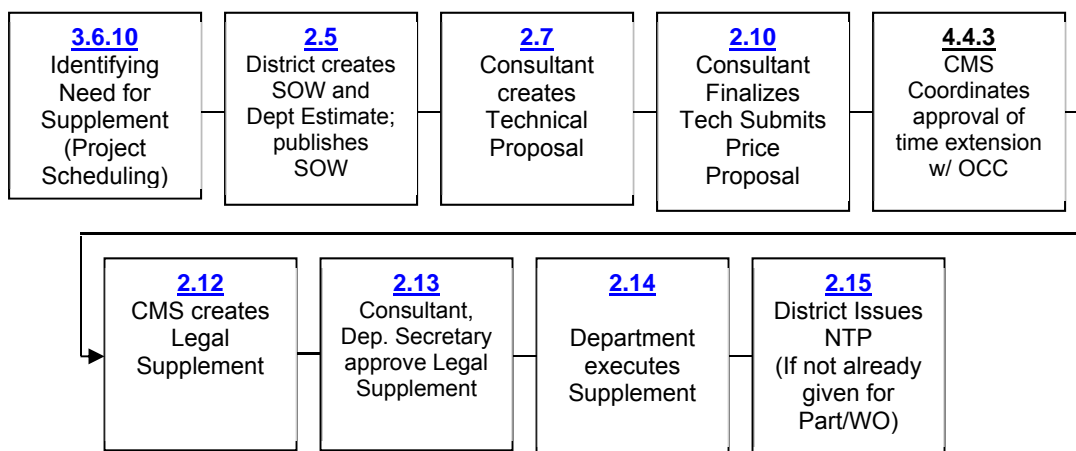 3.6.10
Identifying
Need for
Supplement
(Project
Scheduling)
2.5
District creates
SOW and
Dept Estimate;
publishes
SOW
2.7
Consultant
creates
Technical
Proposal
2.10
Consultant
Finalizes
Tech Submits
Price
Proposal
4.4.3
CMS
Coordinates
approval of
time extension
w/ OCC
2.12
CMS creates
Legal
Supplement
2.13
Consultant,
Dep. Secretary
approve Legal
Supplement
2.14
Department
executes
Supplement
2.15
District Issues
NTP
(If not already
given for
Part/WO)